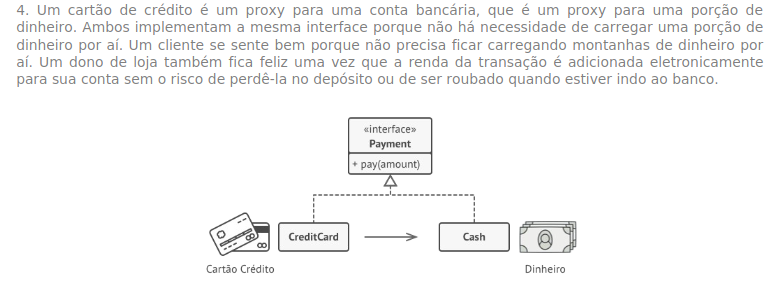 4. Um cartão de crédito é um proxy para uma conta bancária, que é um proxy para uma porção de
dinheiro. Ambos implementam a mesma interface porque não há necessidade de carregar uma porção de
dinheiro por aí. Um cliente se sente bem porque não precisa ficar carregando montanhas de dinheiro por
aí. Um dono de loja também fica feliz uma vez que a renda da transação é adicionada eletronicamente
para sua conta sem o risco de perdê-la no depósito ou de ser roubado quando estiver indo ao banco.
«interface»
Payment
+ pay(amount)
CreditCard
Cash
Cartão Crédito
Dinheiro